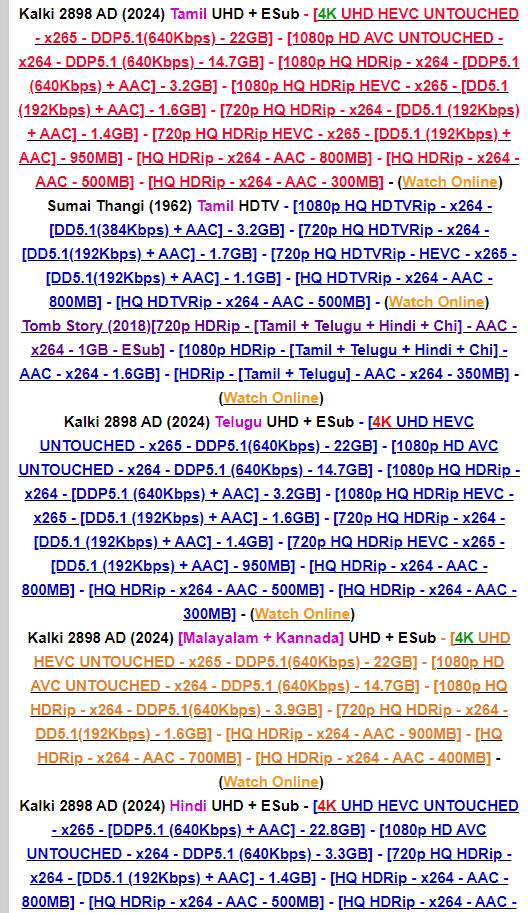 Kalki 2898 AD (2024) Tamil UHD + ESub - [4K UHD HEVC UNTOUCHED
- x265 - DDP5.1(640Kbps) - 22GB] - [1080p HD AVC UNTOUCHED -
x264 - DDP5.1 (640Kbps) - 14.7GB] - [1080p HQ HDRip - x264 - [DDP5.1
(640Kbps) + AAC] - 3.2GB] - [1080p HQ HDRip HEVC - x265 - [DD5.1
(192Kbps) + AAC] - 1.6GB] - [720p HQ HDRip - x264 - [DD5.1 (192Kbps)
+ AAC] - 1.4GB] - [720p HQ HDRip HEVC - x265 - [DD5.1 (192Kbps) +
AAC] - 950MB] - [HQ HDRip - x264 - AAC - 800MB] - [HQ HDRip - x264 -
AAC - 500MB] - [HQ HDRip - x264 - AAC - 300MB] - (Watch Online)
Sumai Thangi (1962) Tamil HDTV - [1080p HQ HDTVRip - x264 -
[DD5.1(384Kbps) + AAC] - 3.2GB] - [720p HQ HDTVRip - x264 -
[DD5.1(192Kbps) + AAC] - 1.7GB] - [720p HQ HDTVRip - HEVC - x265 -
[DD5.1(192Kbps) + AAC] - 1.1GB] - [HQ HDTVRip - x264 - AAC -
800MB] - [HQ HDTVRip - x264 - AAC - 500MB] - (Watch Online)
Tomb Story (2018)[720p HDRip - [Tamil + Telugu + Hindi + Chi] - AAC -
x264 - 1GB - ESub] - [1080p HDRip - [Tamil + Telugu + Hindi + Chi] -
AAC - x264 - 1.6GB] - [HDRip - [Tamil + Telugu] - AAC - x264 - 350MB] -
(Watch Online)
Kalki 2898 AD (2024) Telugu UHD + ESub - [4K UHD HEVC
UNTOUCHED - x265 - DDP5.1(640Kbps) - 22GB] - [1080p HD AVC
UNTOUCHED - x264 - DDP5.1 (640Kbps) - 14.7GB] - [1080p HQ HDRip -
x264 - [DDP5.1 (640Kbps) + AAC] - 3.2GB] - [1080p HQ HDRip HEVC -
x265 - [DD5.1 (192Kbps) + AAC] - 1.6GB] - [720p HQ HDRip - x264 -
[DD5.1 (192Kbps) + AAC] - 1.4GB] - [720p HQ HDRip HEVC - x265 -
[DD5.1 (192Kbps) + AAC] - 950MB] - [HQ HDRip - x264 - AAC -
800MB] - [HQ HDRip - x264 - AAC - 500MB] - [HQ HDRip - x264 - AAC -
300MB] - (Watch Online)
Kalki 2898 AD (2024) [Malayalam + Kannada] UHD + ESub - [4K UHD
HEVC UNTOUCHED - x265 - DDP5.1(640Kbps) - 22GB] - [1080p HD
AVC UNTOUCHED - x264 - DDP5.1 (640Kbps) - 14.7GB] - [1080p HQ
HDRip - x264 - DDP5.1(640Kbps) - 3.9GB] - [720p HQ HDRip - x264 -
DD5.1(192Kbps) - 1.6GB] - [HQ HDRip - x264 - AAC - 900MB] - [HQ
HDRip - x264 - AAC - 700MB] - [HQ HDRip - x264 - AAC - 400MB] -
(Watch Online)
Kalki 2898 AD (2024) Hindi UHD + ESub - [4K UHD HEVC UNTOUCHED
- x265 - [DDP5.1 (640Kbps) + AAC] - 22.8GB] - [1080p HD AVC
UNTOUCHED - x264 - DDP5.1 (640Kbps) - 3.3GB] - [720p HQ HDRip -
x264 - [DD5.1 (192Kbps) + AAC] - 1.4GB] - [HQ HDRip - x264 - AAC -
800MB] - [HQ HDRip - x264 - AAC - 500MB] - [HQ HDRip - x264 - AAC -